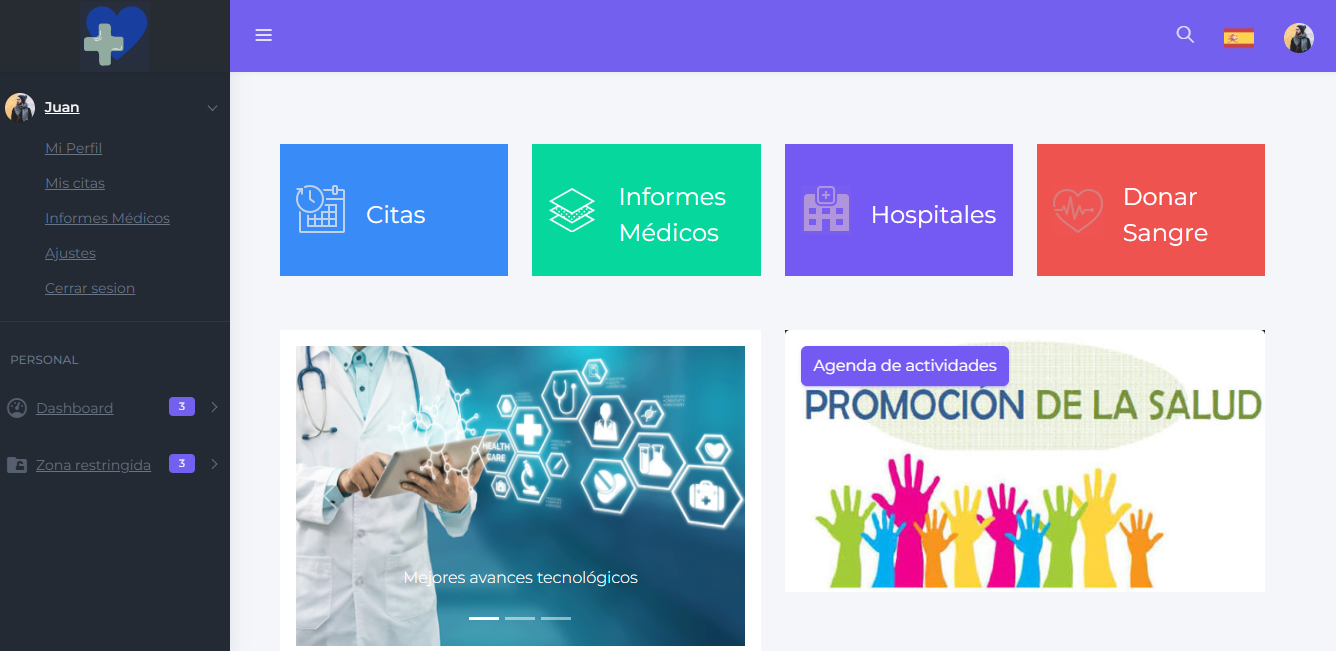 Juan
Mi Perfil
Mis citas
Informes Médicos
Ajustes
Cerrar sesion
PERSONAL
Dashboard 3
Zona restringida 3
Citas
Informes
Médicos
Hospitales
Donar
Sangre
HEALTH
CARE
Mejores avances tecnológicos
Agenda de actividades
PROMOCIÓN DE LA SALUD